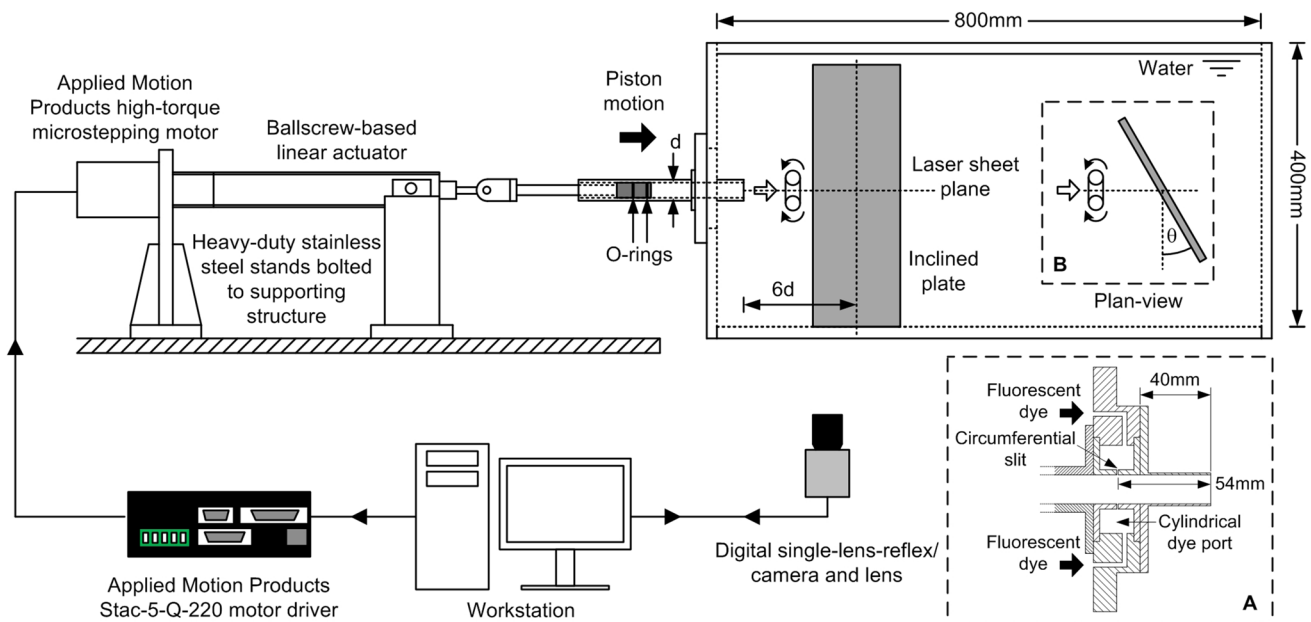 800mm
Applied Motion
Products high-torque
microstepping motor
Ballscrew-based
linear actuator
Piston
motion
d
O-rings
Water
400mm
Laser sheet
plane
Inclined
plate
6d
θ
B
Plan-view
Heavy-duty stainless
steel stands bolted
to supporting
structure
Applied Motion Products
Stac-5-Q-220 motor driver
Workstation
Digital single-lens-reflex/
camera and lens
Fluorescent
dye
Circumferential
slit
40mm
54mm
Cylindrical
dye port
Fluorescent
dye
A